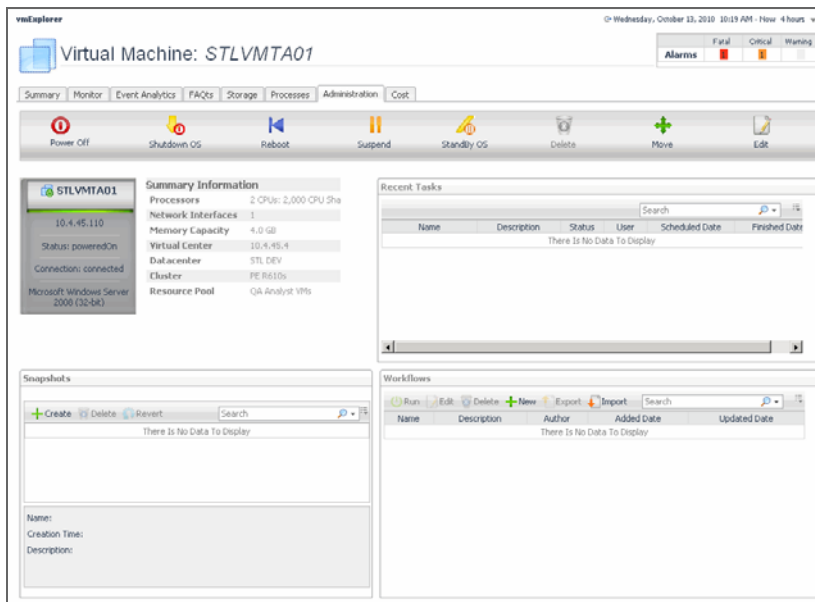 vmExplorer
Wednesday, October 13, 2010 10:19 AM - Now 4 hours
Virtual Machine: STLVMTA01
Fatal Critical Warning
Alarms 1
Summary Monitor Event Analytics FAQts Storage Processes Administration Cost
Power Off Shutdown OS Reboot Suspend StandBy OS Delete Move Edit
STLVMTA01
10.4.45.110
Status: poweredOn
Connection: connected
Microsoft Windows Server
2008 (32-bit)
Summary Information
Processors 2 CPUs: 2,000 CPU Sha
Network Interfaces 1
Memory Capacity 4.0 GB
Virtual Center 10.4.45.4
Datacenter STL DEV
Cluster PE R610s
Resource Pool QA Analyst VMs
Recent Tasks
Search
Name Description Status User Scheduled Date Finished Date
There Is No Data To Display
Snapshots
Create Delete Revert Search
There Is No Data To Display
Name:
Creation Time:
Description:
Workflows
Run Edit Delete New Export Import Search
Name Description Author Added Date Updated Date
There Is No Data To Display